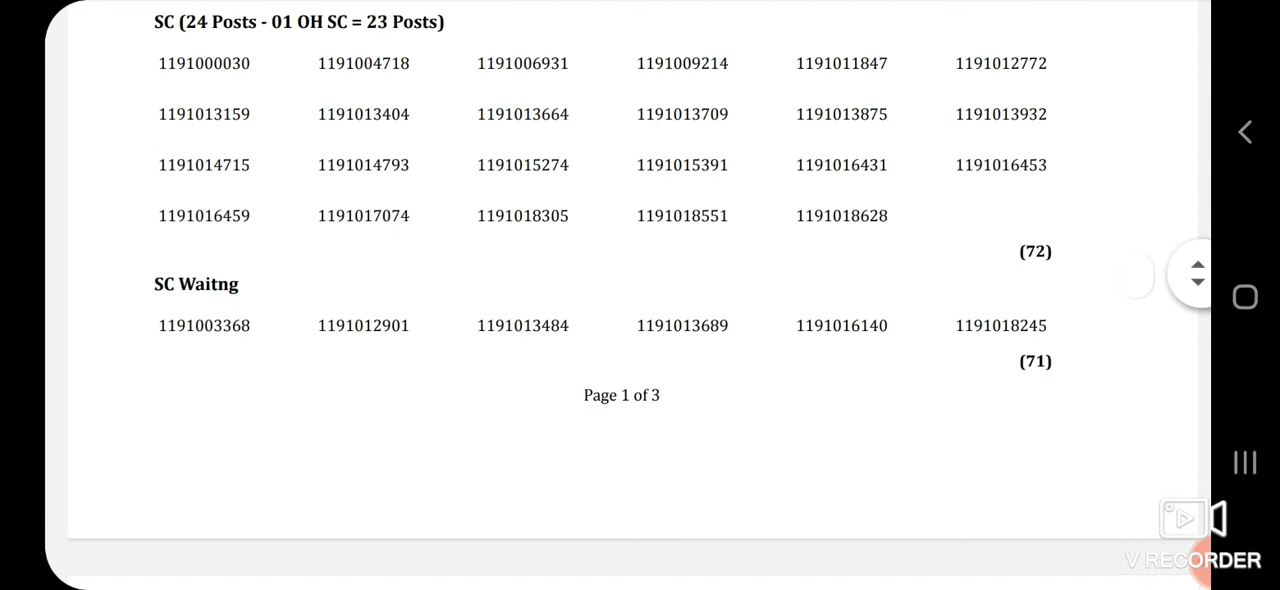 SC (24 Posts - 01 OH SC = 23 Posts)
1191000030 1191004718 1191006931 1191009214 1191011847 1191012772
1191013159 1191013404 1191013664 1191013709 1191013875 1191013932
1191014715 1191014793 1191015274 1191015391 1191016431 1191016453
1191016459 1191017074 1191018305 1191018551 1191018628
(72)
SC Waitng
1191003368 1191012901 1191013484 1191013689 1191016140 1191018245
(71)
Page 1 of 3
V RECORDER